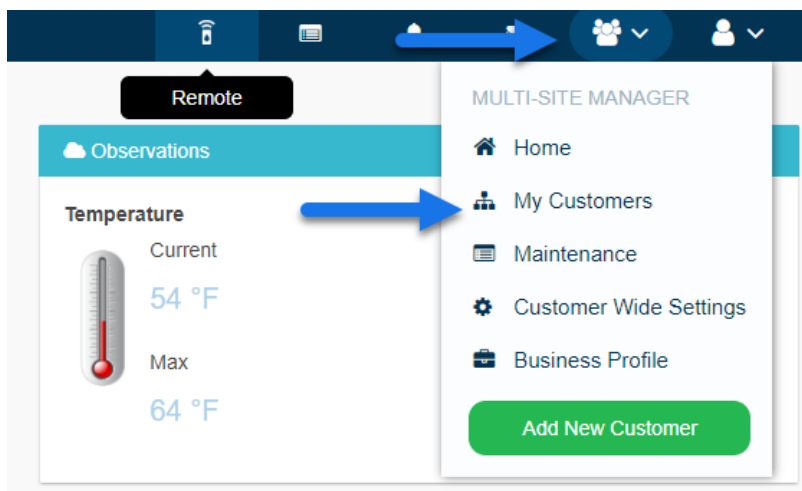 Remote
Observations
Temperature
Current
54 °F
Max
64 °F
MULTI-SITE MANAGER
Home
My Customers
Maintenance
Customer Wide Settings
Business Profile
Add New Customer